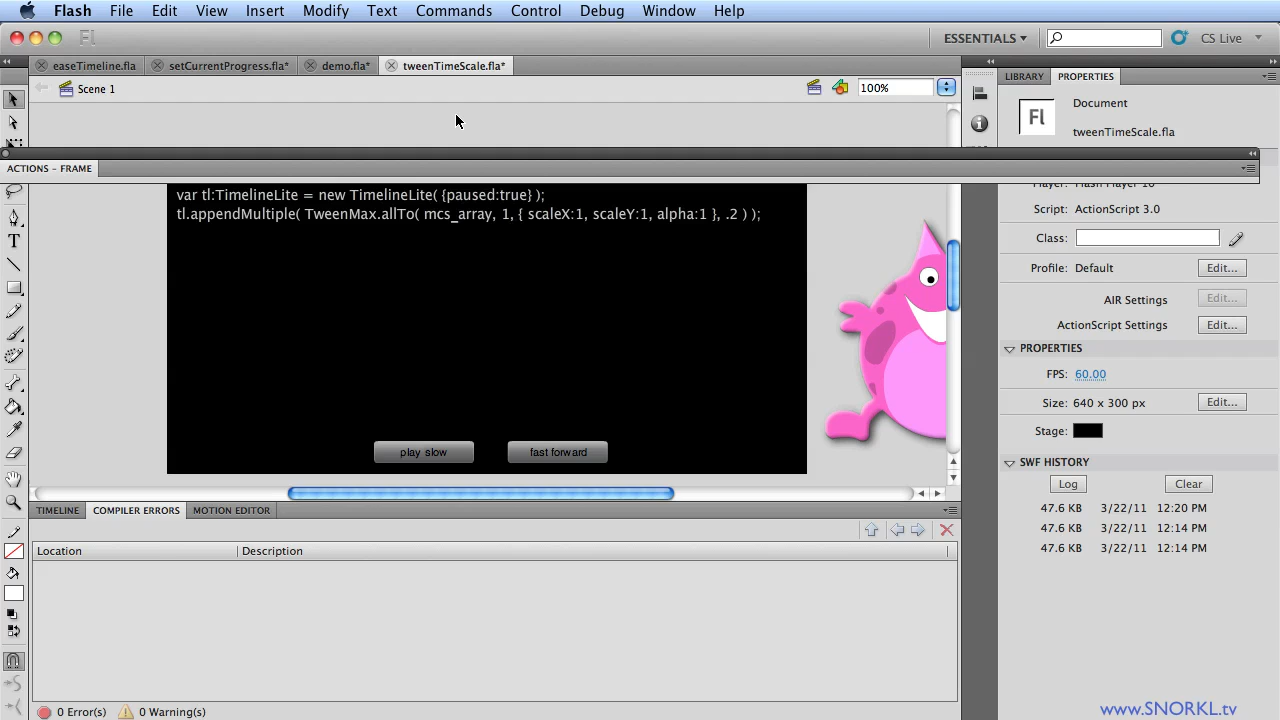 Flash File Edit View Insert Modify Text Commands Control Debug Window Help
Fl ESSENTIALS CS Live
easeTimeline.fla setCurrentProgress.fla* demo.fla* tweenTimeScale.fla*
LIBRARY PROPERTIES
Scene 1 100%
Fl Document
tweenTimeScale.fla
ACTIONS - FRAME
Player: Flash Player 10
var tl:TimelineLite = new TimelineLite( {paused:true} );
tl.appendMultiple( TweenMax.allTo( mcs_array, 1, { scaleX:1, scaleY:1, alpha:1 }, .2 ) );
Script: ActionScript 3.0
Class:
Profile: Default Edit...
AIR Settings Edit...
ActionScript Settings Edit...
PROPERTIES
FPS: 60.00
Size: 640 x 300 px Edit...
Stage:
play slow fast forward
SWF HISTORY
Log Clear
47.6 KB 3/22/11 12:20 PM
47.6 KB 3/22/11 12:14 PM
47.6 KB 3/22/11 12:14 PM
TIMELINE COMPILER ERRORS MOTION EDITOR
Location Description
0 Error(s) 0 Warning(s)
www.SNORKL.tv